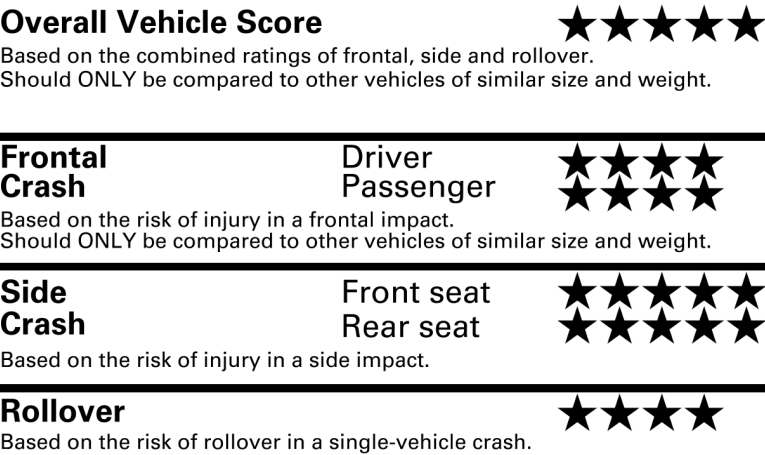 Overall Vehicle Score ★★★★★
Based on the combined ratings of frontal, side and rollover.
Should ONLY be compared to other vehicles of similar size and weight.
Frontal Driver ★★★★
Crash Passenger ★★★★
Based on the risk of injury in a frontal impact.
Should ONLY be compared to other vehicles of similar size and weight.
Side Front seat ★★★★★
Crash Rear seat ★★★★★
Based on the risk of injury in a side impact.
Rollover ★★★★
Based on the risk of rollover in a single-vehicle crash.